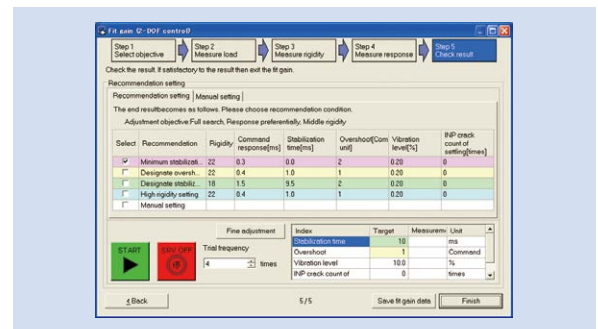 Fit gain (2-DOF control)
Step 1
Select objective
Step 2
Measure load
Step 3
Measure rigidity
Step 4
Measure response
Step 5
Check result
Check the result. If satisfactory to the result then exit the fit gain.
Recommendation setting
Recommendation setting Manual setting
The end resultbecomes as follows. Please choose recommendation condition.
Adjustment objective:Full search, Response preferentially, Middle rigidity
Select Recommendation Rigidity Command response[ms] Stabilization time[ms] Overshoot[Com unit] Vibration level[%] INP crack count of settling[times]
Minimum stabilizati.. 22 0.3 0.0 2 0.20 0
Designate oversh... 22 0.4 1.0 1 0.20 0
Designate stabiliz... 18 1.5 9.5 2 0.20 0
High rigidity setting 22 0.4 1.0 1 0.20 0
Manual setting
Fine adjustment
START
SRV OFF
Trial frequency
4 times
Index Target Measureme Unit
Stabilization time 10 ms
Overshoot 1 Command
Vibration level 10.0 %
INP crack count of 0 times
<Back
5/5
Save fit gain data
Finish